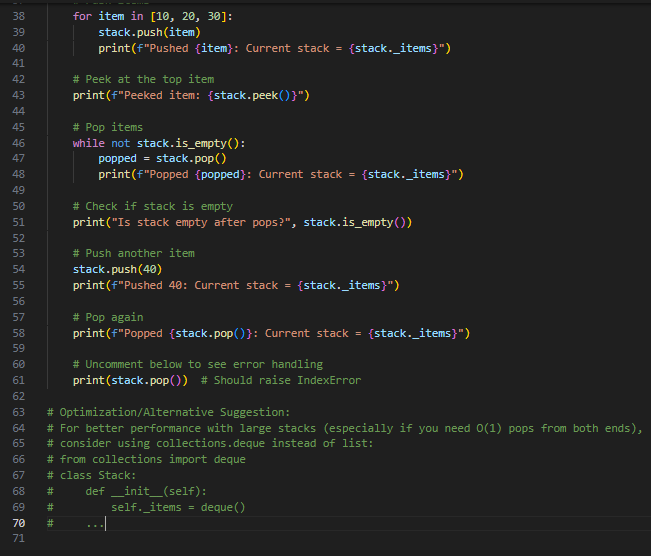 38 for item in [10, 20, 30]:
39 stack.push(item)
40 print(f"Pushed {item}: Current stack = {stack._items}")
41
42 # Peek at the top item
43 print(f"Peeked item: {stack.peek()}")
44
45 # Pop items
46 while not stack.is_empty():
47 popped = stack.pop()
48 print(f"Popped {popped}: Current stack = {stack._items}")
49
50 # Check if stack is empty
51 print("Is stack empty after pops?", stack.is_empty())
52
53 # Push another item
54 stack.push(40)
55 print(f"Pushed 40: Current stack = {stack._items}")
56
57 # Pop again
58 print(f"Popped {stack.pop()}: Current stack = {stack._items}")
59
60 # Uncomment below to see error handling
61 print(stack.pop())  # Should raise IndexError
62
63 # Optimization/Alternative Suggestion:
64 # For better performance with large stacks (especially if you need O(1) pops from both ends),
65 # consider using collections.deque instead of list:
66 # from collections import deque
67 # class Stack:
68 #     def __init__(self):
69 #         self._items = deque()
70 #     ...
71